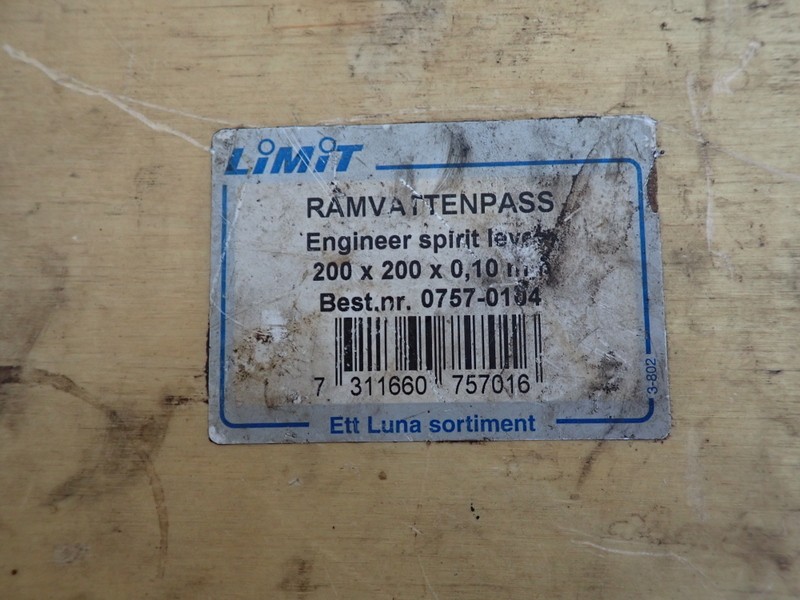 LiMiT
RAMVATTENPASS
Engineer spirit
200 x 200 x 0,10
Best.nr. 0757-0104
7 311660 757016
3-802
Ett Luna sortiment